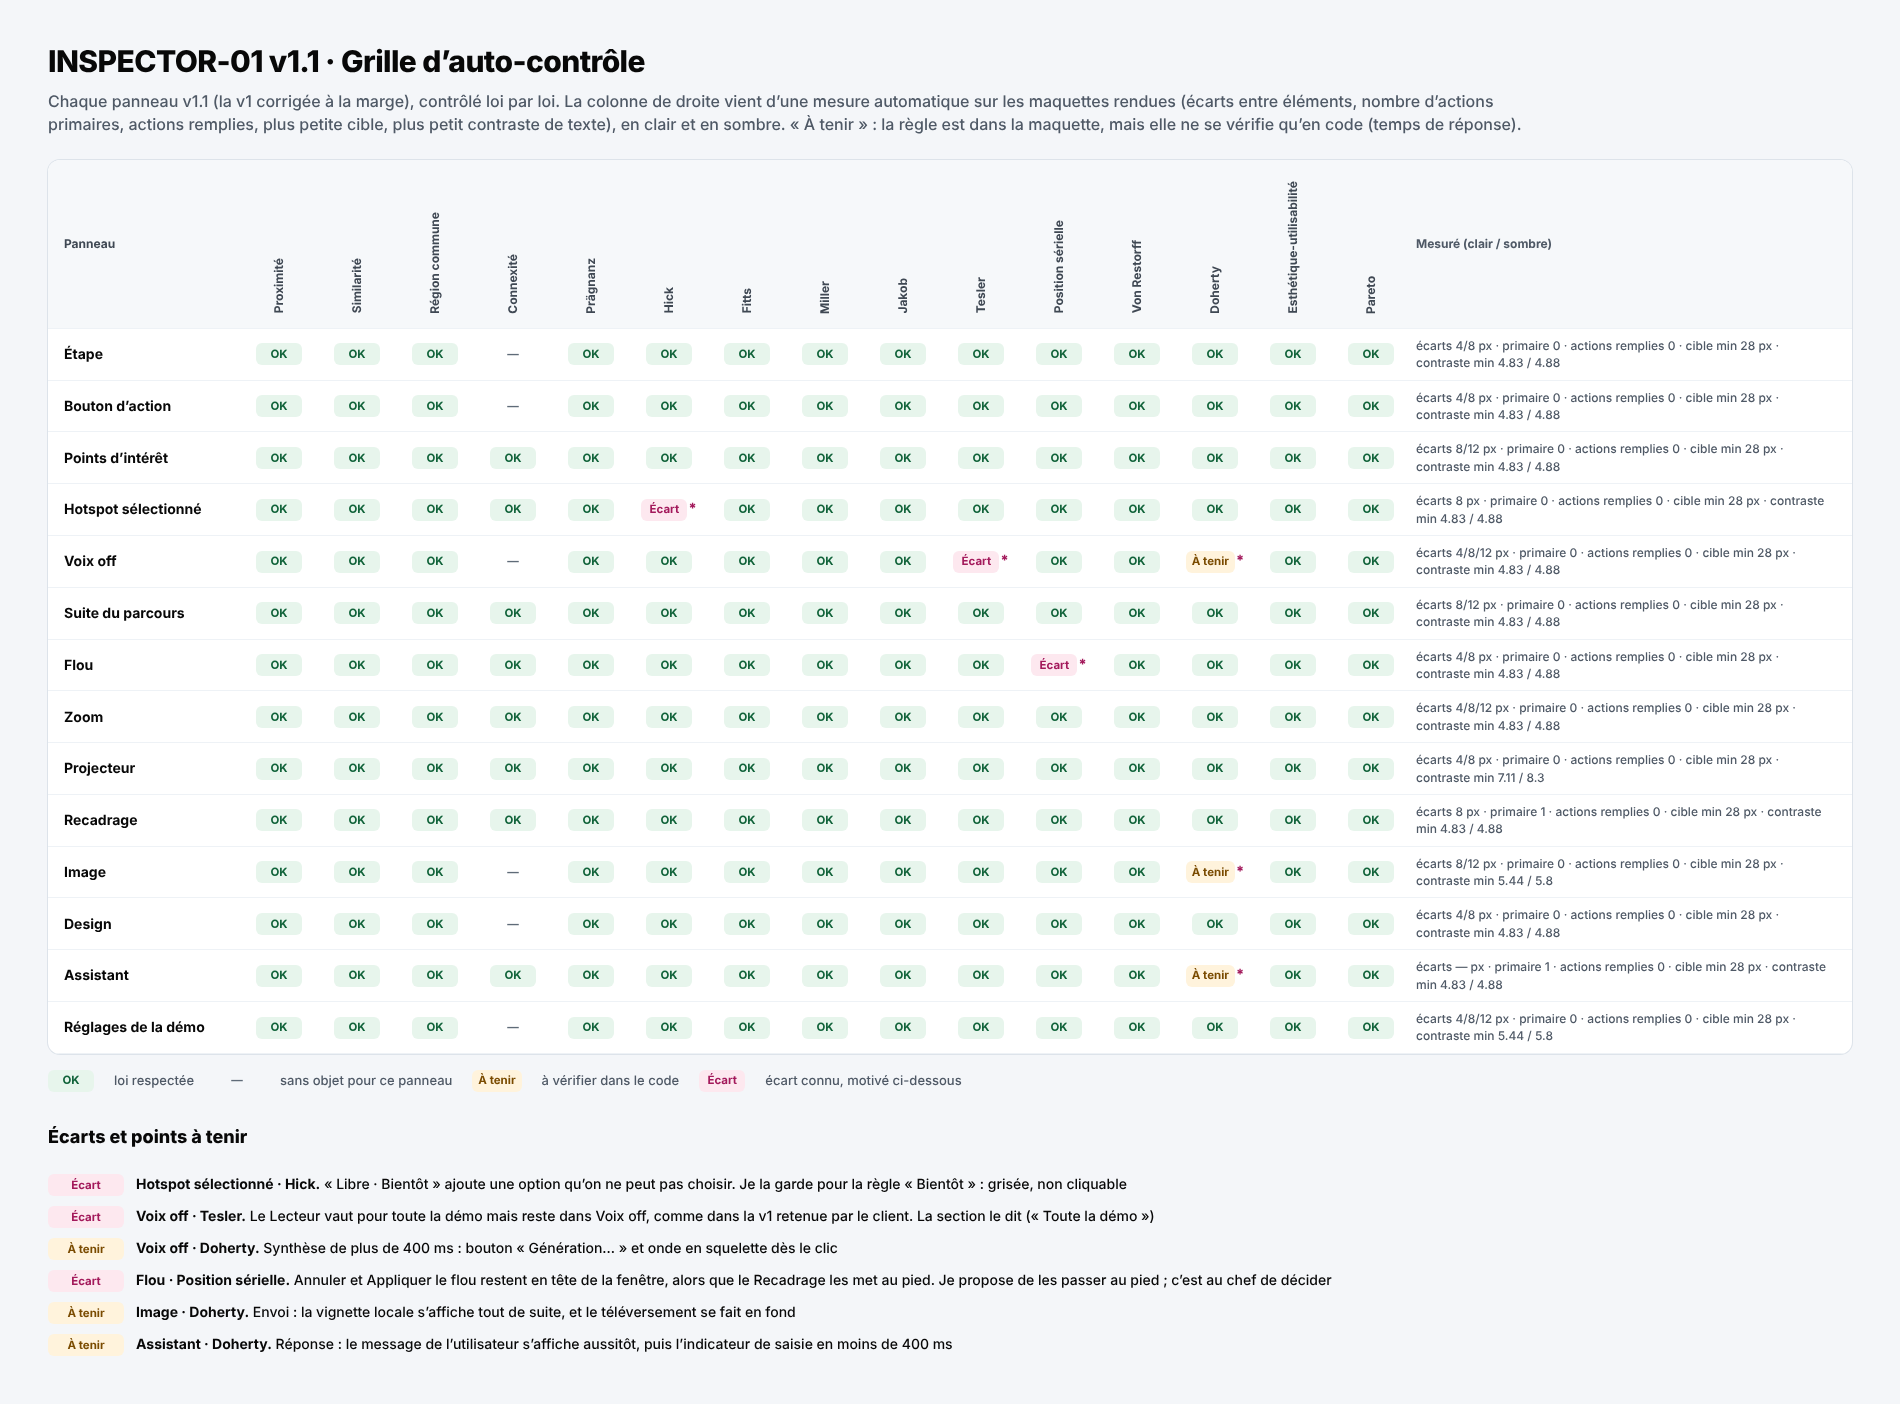 INSPECTOR-01 v1.1 · Grille d’auto-contrôle
Chaque panneau v1.1 (la v1 corrigée à la marge), contrôlé loi par loi. La colonne de droite vient d’une mesure automatique sur les maquettes rendues (écarts entre éléments, nombre d’actions
primaires, actions remplies, plus petite cible, plus petit contraste de texte), en clair et en sombre. « À tenir » : la règle est dans la maquette, mais elle ne se vérifie qu’en code (temps de réponse).
Panneau Proximité Similarité Région commune Connexité Prägnanz Hick Fitts Miller Jakob Tesler Position sérielle Von Restorff Doherty Esthétique-utilisabilité Pareto Mesuré (clair / sombre)
Étape OK OK OK — OK OK OK OK OK OK OK OK OK OK OK écarts 4/8 px · primaire 0 · actions remplies 0 · cible min 28 px ·
contraste min 4.83 / 4.88
Bouton d’action OK OK OK — OK OK OK OK OK OK OK OK OK OK OK écarts 4/8 px · primaire 0 · actions remplies 0 · cible min 28 px ·
contraste min 4.83 / 4.88
Points d’intérêt OK OK OK OK OK OK OK OK OK OK OK OK OK OK OK écarts 8/12 px · primaire 0 · actions remplies 0 · cible min 28 px ·
contraste min 4.83 / 4.88
Hotspot sélectionné OK OK OK OK OK Écart * OK OK OK OK OK OK OK OK OK écarts 8 px · primaire 0 · actions remplies 0 · cible min 28 px · contraste
min 4.83 / 4.88
Voix off OK OK OK — OK OK OK OK OK Écart * OK OK À tenir * OK OK écarts 4/8/12 px · primaire 0 · actions remplies 0 · cible min 28 px ·
contraste min 4.83 / 4.88
Suite du parcours OK OK OK OK OK OK OK OK OK OK OK OK OK OK OK écarts 8/12 px · primaire 0 · actions remplies 0 · cible min 28 px ·
contraste min 4.83 / 4.88
Flou OK OK OK OK OK OK OK OK OK OK Écart * OK OK OK OK écarts 4/8 px · primaire 0 · actions remplies 0 · cible min 28 px ·
contraste min 4.83 / 4.88
Zoom OK OK OK OK OK OK OK OK OK OK OK OK OK OK OK écarts 4/8/12 px · primaire 0 · actions remplies 0 · cible min 28 px ·
contraste min 4.83 / 4.88
Projecteur OK OK OK OK OK OK OK OK OK OK OK OK OK OK OK écarts 4/8 px · primaire 0 · actions remplies 0 · cible min 28 px ·
contraste min 7.11 / 8.3
Recadrage OK OK OK OK OK OK OK OK OK OK OK OK OK OK OK écarts 8 px · primaire 1 · actions remplies 0 · cible min 28 px · contraste
min 4.83 / 4.88
Image OK OK OK — OK OK OK OK OK OK OK OK À tenir * OK OK écarts 8/12 px · primaire 0 · actions remplies 0 · cible min 28 px ·
contraste min 5.44 / 5.8
Design OK OK OK — OK OK OK OK OK OK OK OK OK OK OK écarts 4/8 px · primaire 0 · actions remplies 0 · cible min 28 px ·
contraste min 4.83 / 4.88
Assistant OK OK OK OK OK OK OK OK OK OK OK OK À tenir * OK OK écarts — px · primaire 1 · actions remplies 0 · cible min 28 px · contraste
min 4.83 / 4.88
Réglages de la démo OK OK OK — OK OK OK OK OK OK OK OK OK OK OK écarts 4/8/12 px · primaire 0 · actions remplies 0 · cible min 28 px ·
contraste min 5.44 / 5.8
OK loi respectée — sans objet pour ce panneau À tenir à vérifier dans le code Écart écart connu, motivé ci-dessous
Écarts et points à tenir
Écart Hotspot sélectionné · Hick. « Libre · Bientôt » ajoute une option qu’on ne peut pas choisir. Je la garde pour la règle « Bientôt » : grisée, non cliquable
Écart Voix off · Tesler. Le Lecteur vaut pour toute la démo mais reste dans Voix off, comme dans la v1 retenue par le client. La section le dit (« Toute la démo »)
À tenir Voix off · Doherty. Synthèse de plus de 400 ms : bouton « Génération… » et onde en squelette dès le clic
Écart Flou · Position sérielle. Annuler et Appliquer le flou restent en tête de la fenêtre, alors que le Recadrage les met au pied. Je propose de les passer au pied ; c’est au chef de décider
À tenir Image · Doherty. Envoi : la vignette locale s’affiche tout de suite, et le téléversement se fait en fond
À tenir Assistant · Doherty. Réponse : le message de l’utilisateur s’affiche aussitôt, puis l’indicateur de saisie en moins de 400 ms